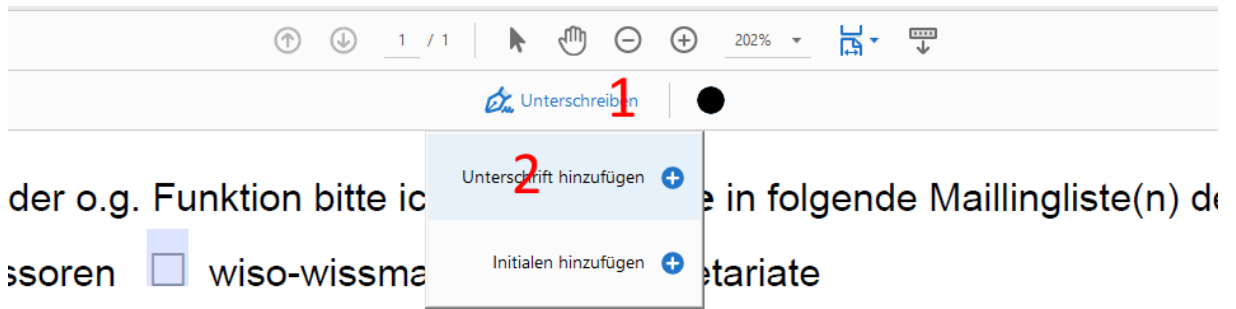 1 / 1 202%
Unterschreiben 1
2 Unterschrift hinzufügen
der o.g. Funktion bitte ic e in folgende Maillingliste(n) de
Initialen hinzufügen
ssoren wiso-wissma etariate